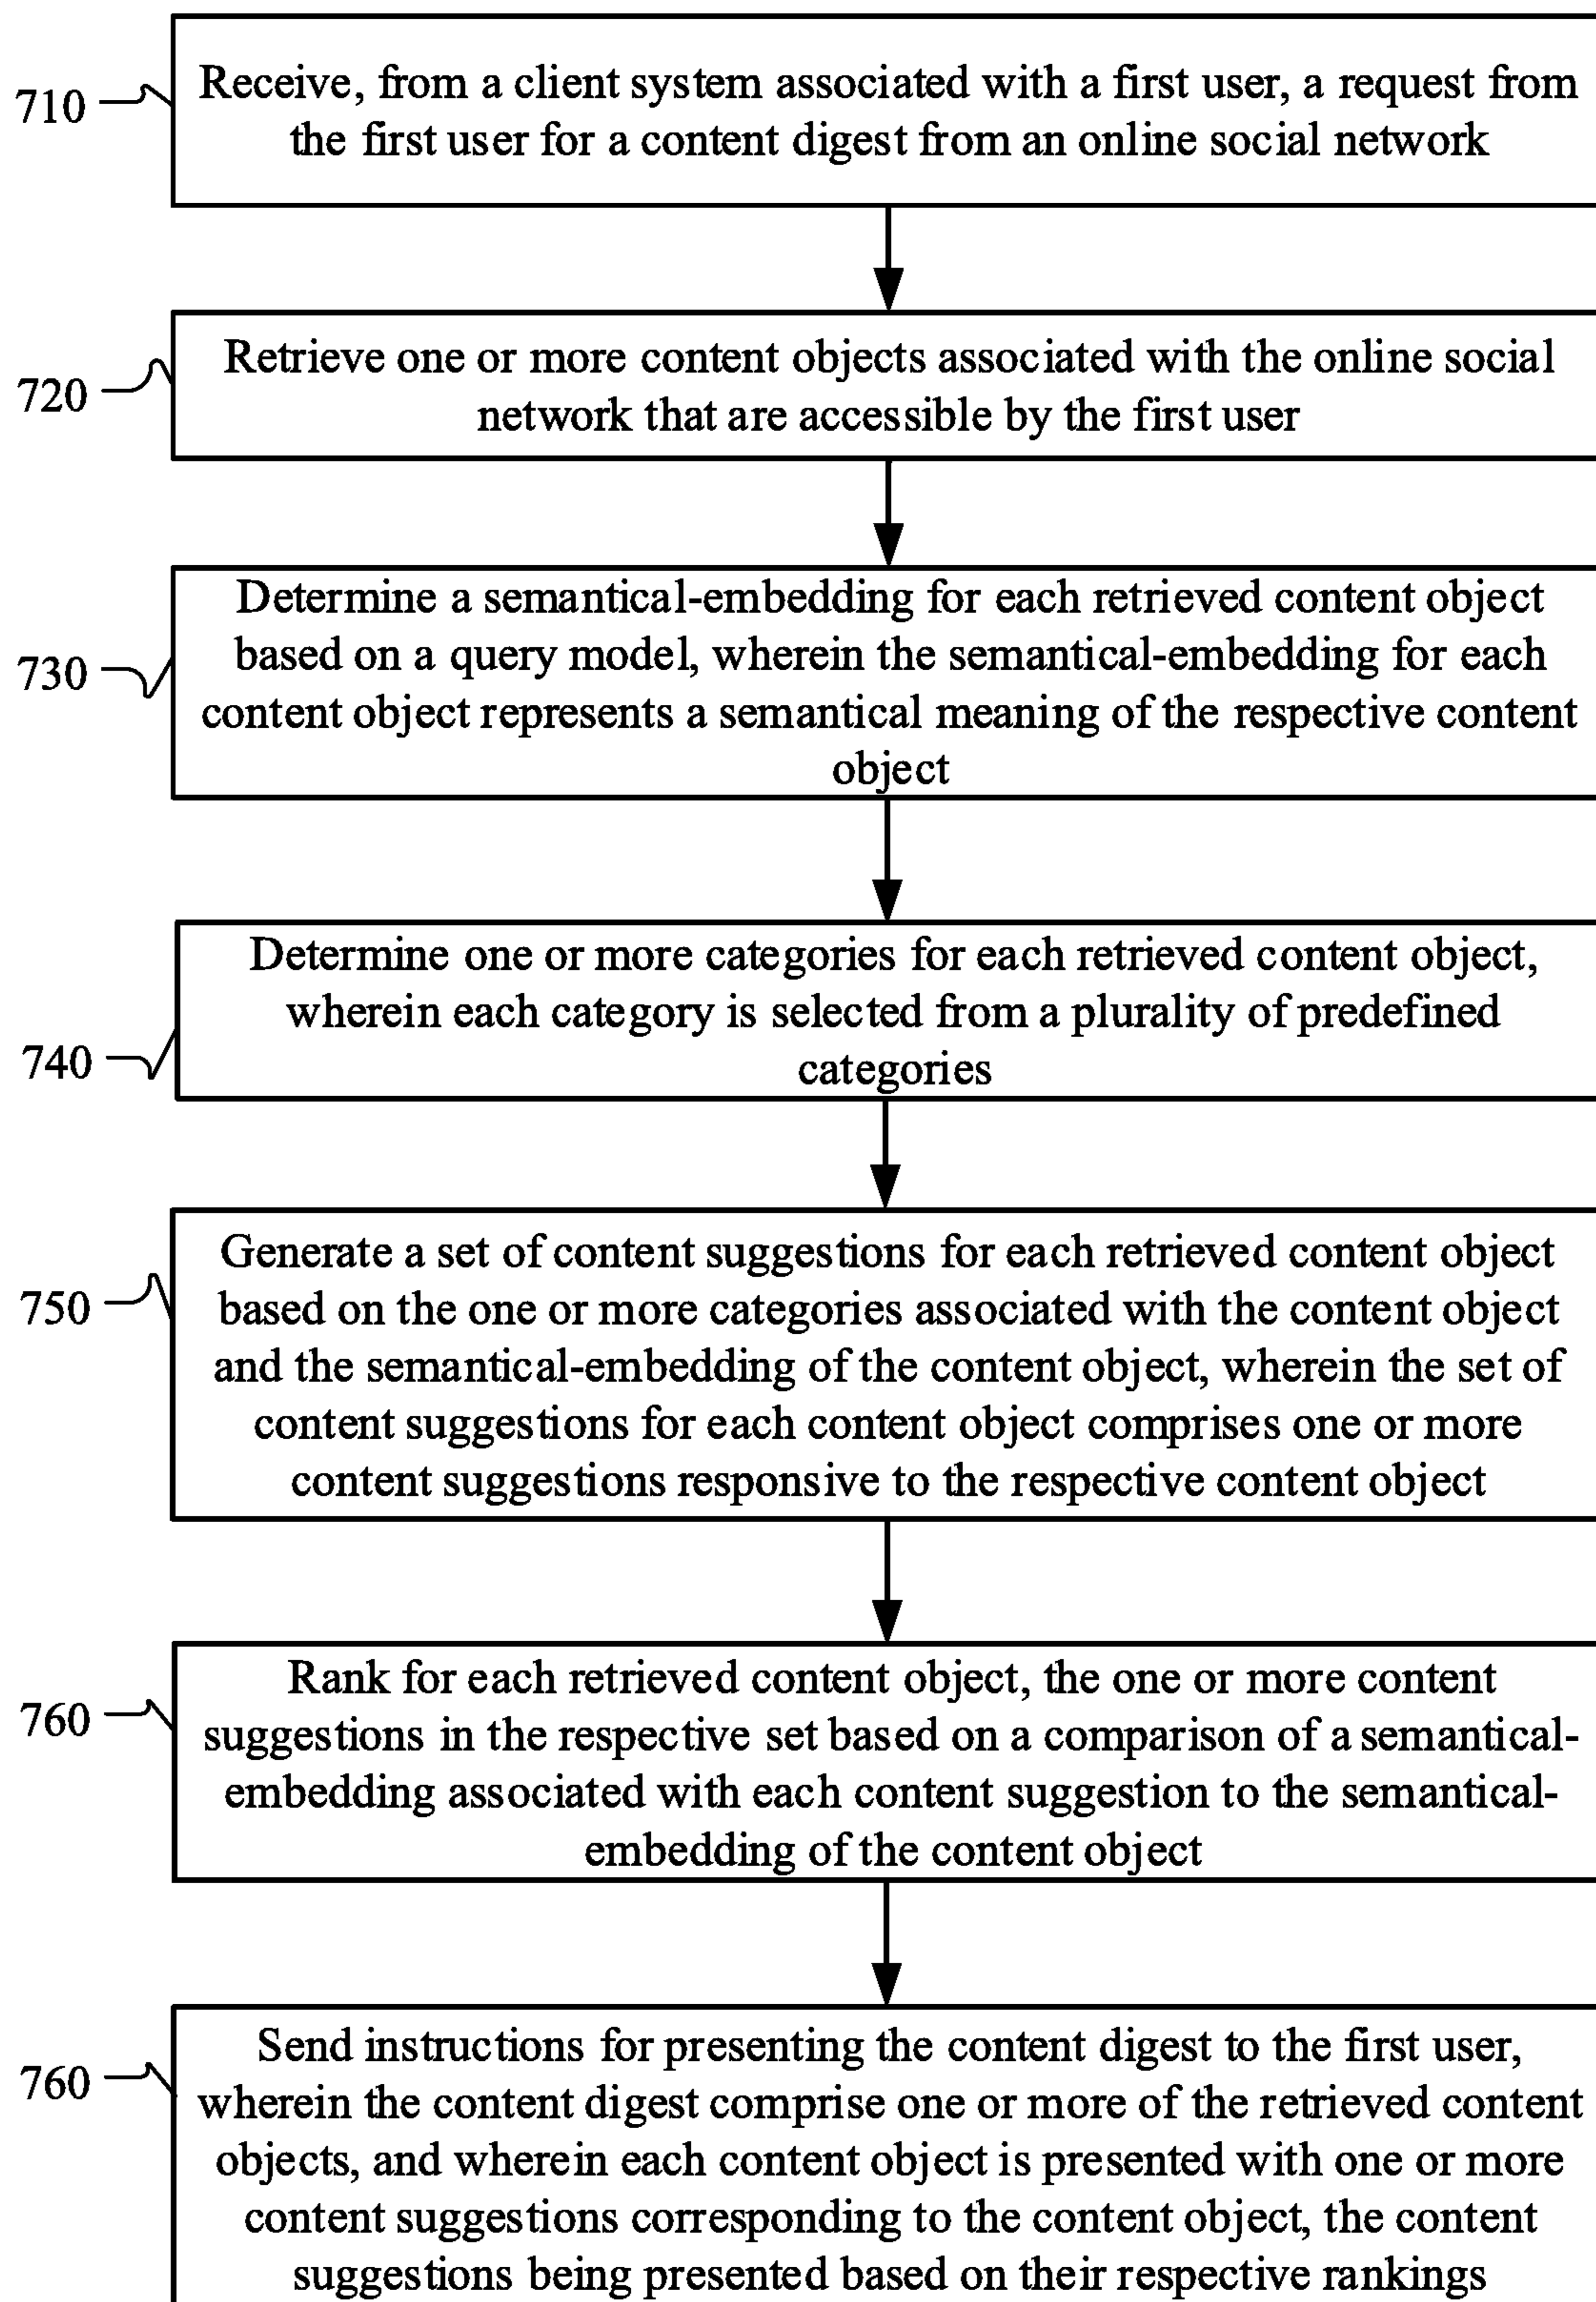 710
Receive, from a client system associated with a first user, a request from
the first user for a content digest from an online social network
720
Retrieve one or more content objects associated with the online social
network that are accessible by the first user
730
Determine a semantical-embedding for each retrieved content object
based on a query model, wherein the semantical-embedding for each
content object represents a semantical meaning of the respective content
object
740
Determine one or more categories for each retrieved content object,
wherein each category is selected from a plurality of predefined
categories
750
Generate a set of content suggestions for each retrieved content object
based on the one or more categories associated with the content object
and the semantical-embedding of the content object, wherein the set of
content suggestions for each content object comprises one or more
content suggestions responsive to the respective content object
760
Rank for each retrieved content object, the one or more content
suggestions in the respective set based on a comparison of a semantical-
embedding associated with each content suggestion to the semantical-
embedding of the content object
760
Send instructions for presenting the content digest to the first user,
wherein the content digest comprise one or more of the retrieved content
objects, and wherein each content object is presented with one or more
content suggestions corresponding to the content object, the content
suggestions being presented based on their respective rankings